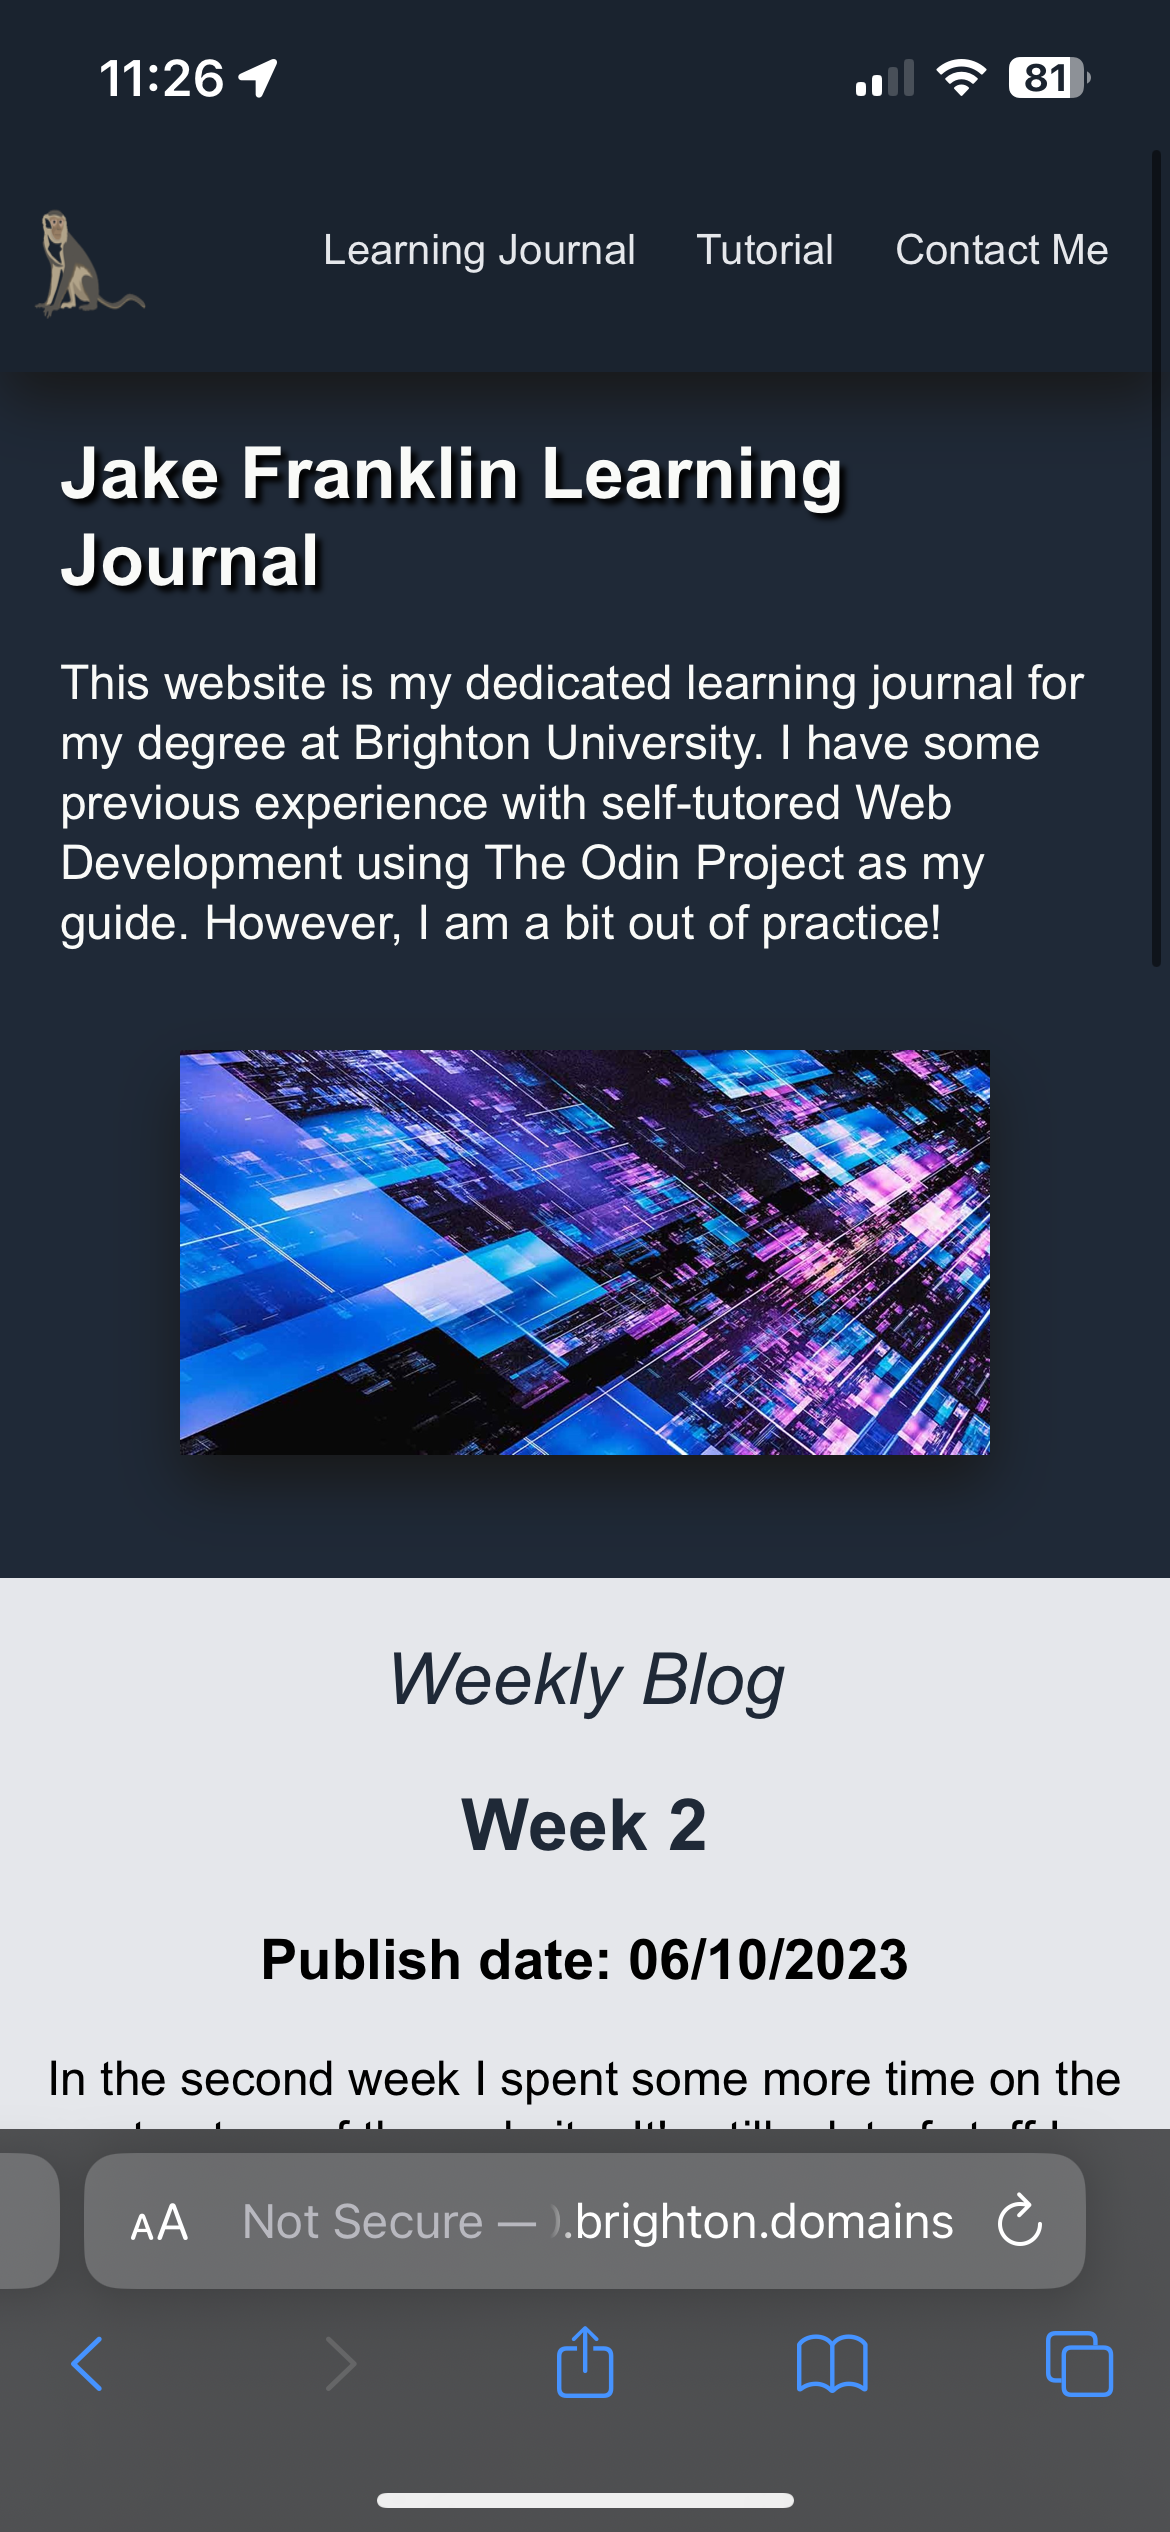 11:26
81
Learning Journal Tutorial Contact Me
Jake Franklin Learning
Journal
This website is my dedicated learning journal for
my degree at Brighton University. I have some
previous experience with self-tutored Web
Development using The Odin Project as my
guide. However, I am a bit out of practice!
Weekly Blog
Week 2
Publish date: 06/10/2023
In the second week I spent some more time on the
AA Not Secure — .brighton.domains